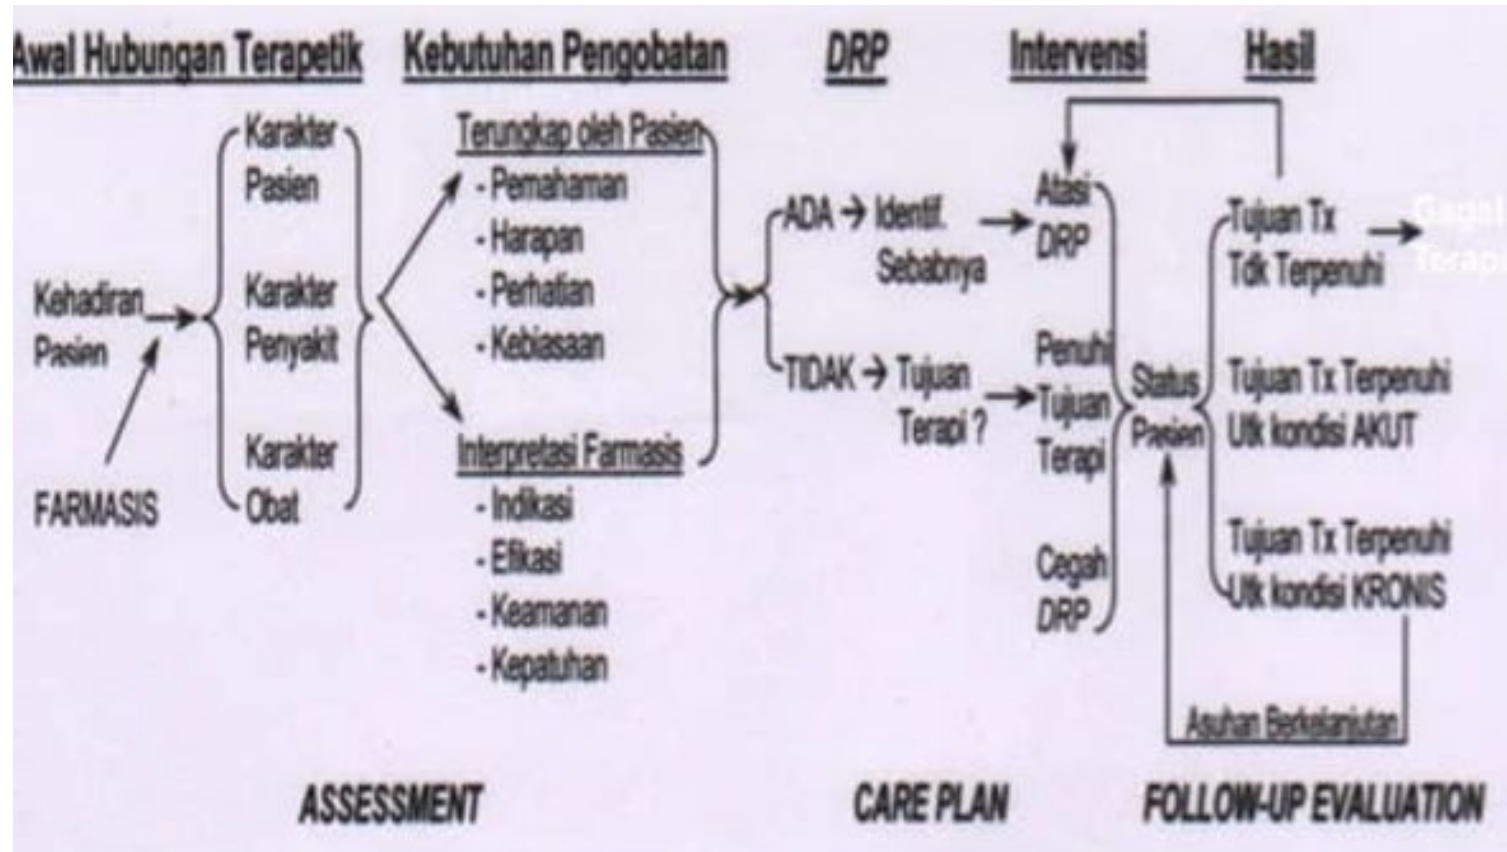 Awal Hubungan Terapetik
Kebutuhan Pengobatan
DRP
Intervensi
Hasil
Kehadiran
Pasien
FARMASIS
Karakter
Pasien
Karakter
Penyakit
Karakter
Obat
Terungkap oleh Pasien
- Pemahaman
- Harapan
- Perhatian
- Kebiasaan
Interpretasi Farmasis
- Indikasi
- Efikasi
- Keamanan
- Kepatuhan
ADA → Identif.
Sebabnya
TIDAK → Tujuan
Terapi ?
Atasi
DRP
Penuhi
Tujuan
Terapi
Cegah
DRP
Status
Pasien
Tujuan Tx
Tdk Terpenuhi
Gagal
Terapi
Tujuan Tx Terpenuhi
Utk kondisi AKUT
Tujuan Tx Terpenuhi
Utk kondisi KRONIS
Asuhan Berkelanjutan
ASSESSMENT
CARE PLAN
FOLLOW-UP EVALUATION